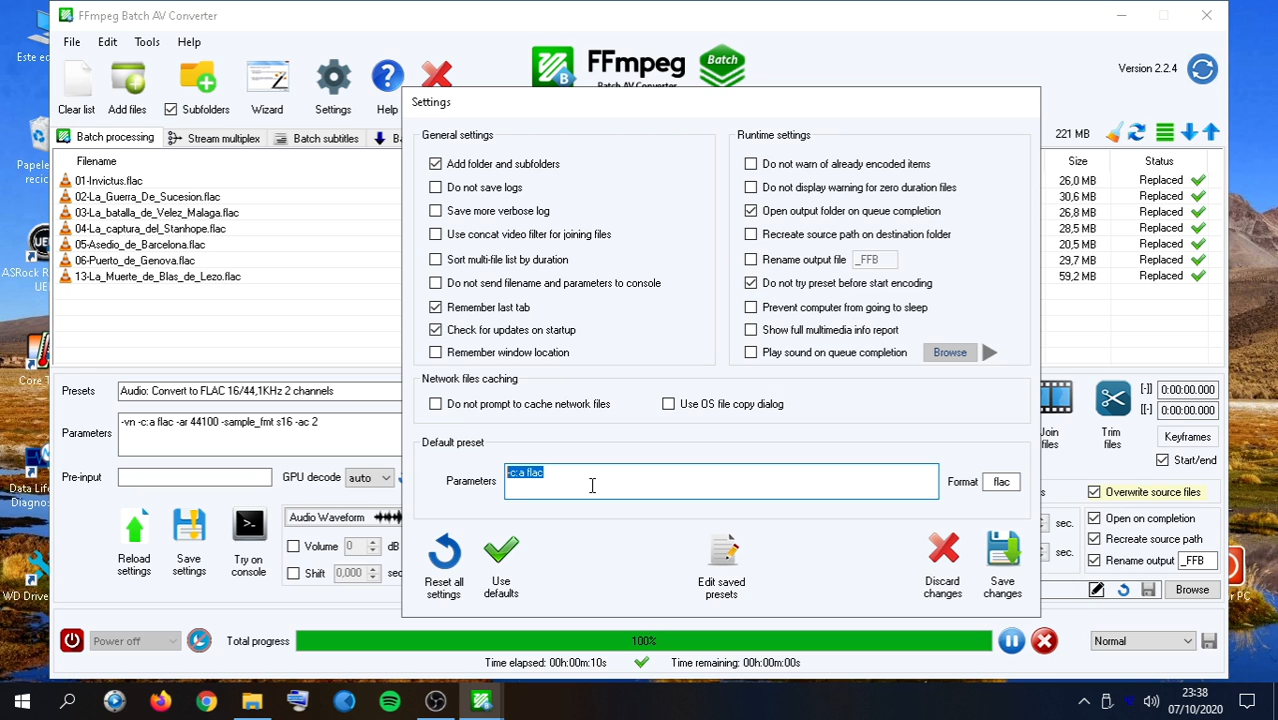 FFmpeg Batch AV Converter
File Edit Tools Help
FFmpeg Batch
Version 2.2.4
Clear list Add files Subfolders Wizard Settings Help
Batch processing Stream multiplex Batch subtitles
221 MB
Filename Size Status
01-Invictus.flac 26,0 MB Replaced
02-La_Guerra_De_Sucesion.flac 30,6 MB Replaced
03-La_batalla_de_Velez_Malaga.flac 26,8 MB Replaced
04-La_captura_del_Stanhope.flac 28,5 MB Replaced
05-Asedio_de_Barcelona.flac 20,5 MB Replaced
06-Puerto_de_Genova.flac 29,7 MB Replaced
13-La_Muerte_de_Blas_de_Lezo.flac 59,2 MB Replaced
Settings
General settings
Add folder and subfolders
Do not save logs
Save more verbose log
Use concat video filter for joining files
Sort multi-file list by duration
Do not send filename and parameters to console
Remember last tab
Check for updates on startup
Remember window location
Runtime settings
Do not warn of already encoded items
Do not display warning for zero duration files
Open output folder on queue completion
Recreate source path on destination folder
Rename output file _FFB
Do not try preset before start encoding
Prevent computer from going to sleep
Show full multimedia info report
Play sound on queue completion Browse
Network files caching
Do not prompt to cache network files Use OS file copy dialog
Default preset
Parameters -c:a flac Format flac
Reset all settings
Use defaults
Edit saved presets
Discard changes
Save changes
Presets Audio: Convert to FLAC 16/44,1KHz 2 channels
Parameters -vn -c:a flac -ar 44100 -sample_fmt s16 -ac 2
Pre-input GPU decode auto
Reload settings
Save settings
Try on console
Audio Waveform
Volume 0 dB
Shift 0,000
Join files
Trim files
[-]] 0:00:00.000
[[-] 0:00:00.000
Keyframes
Start/end
Overwrite source files
sec. Open on completion
Recreate source path
sec. Rename output _FFB
Browse
Power off Total progress 100% Normal
Time elapsed: 00h:00m:10s Time remaining: 00h:00m:00s
23:38
07/10/2020